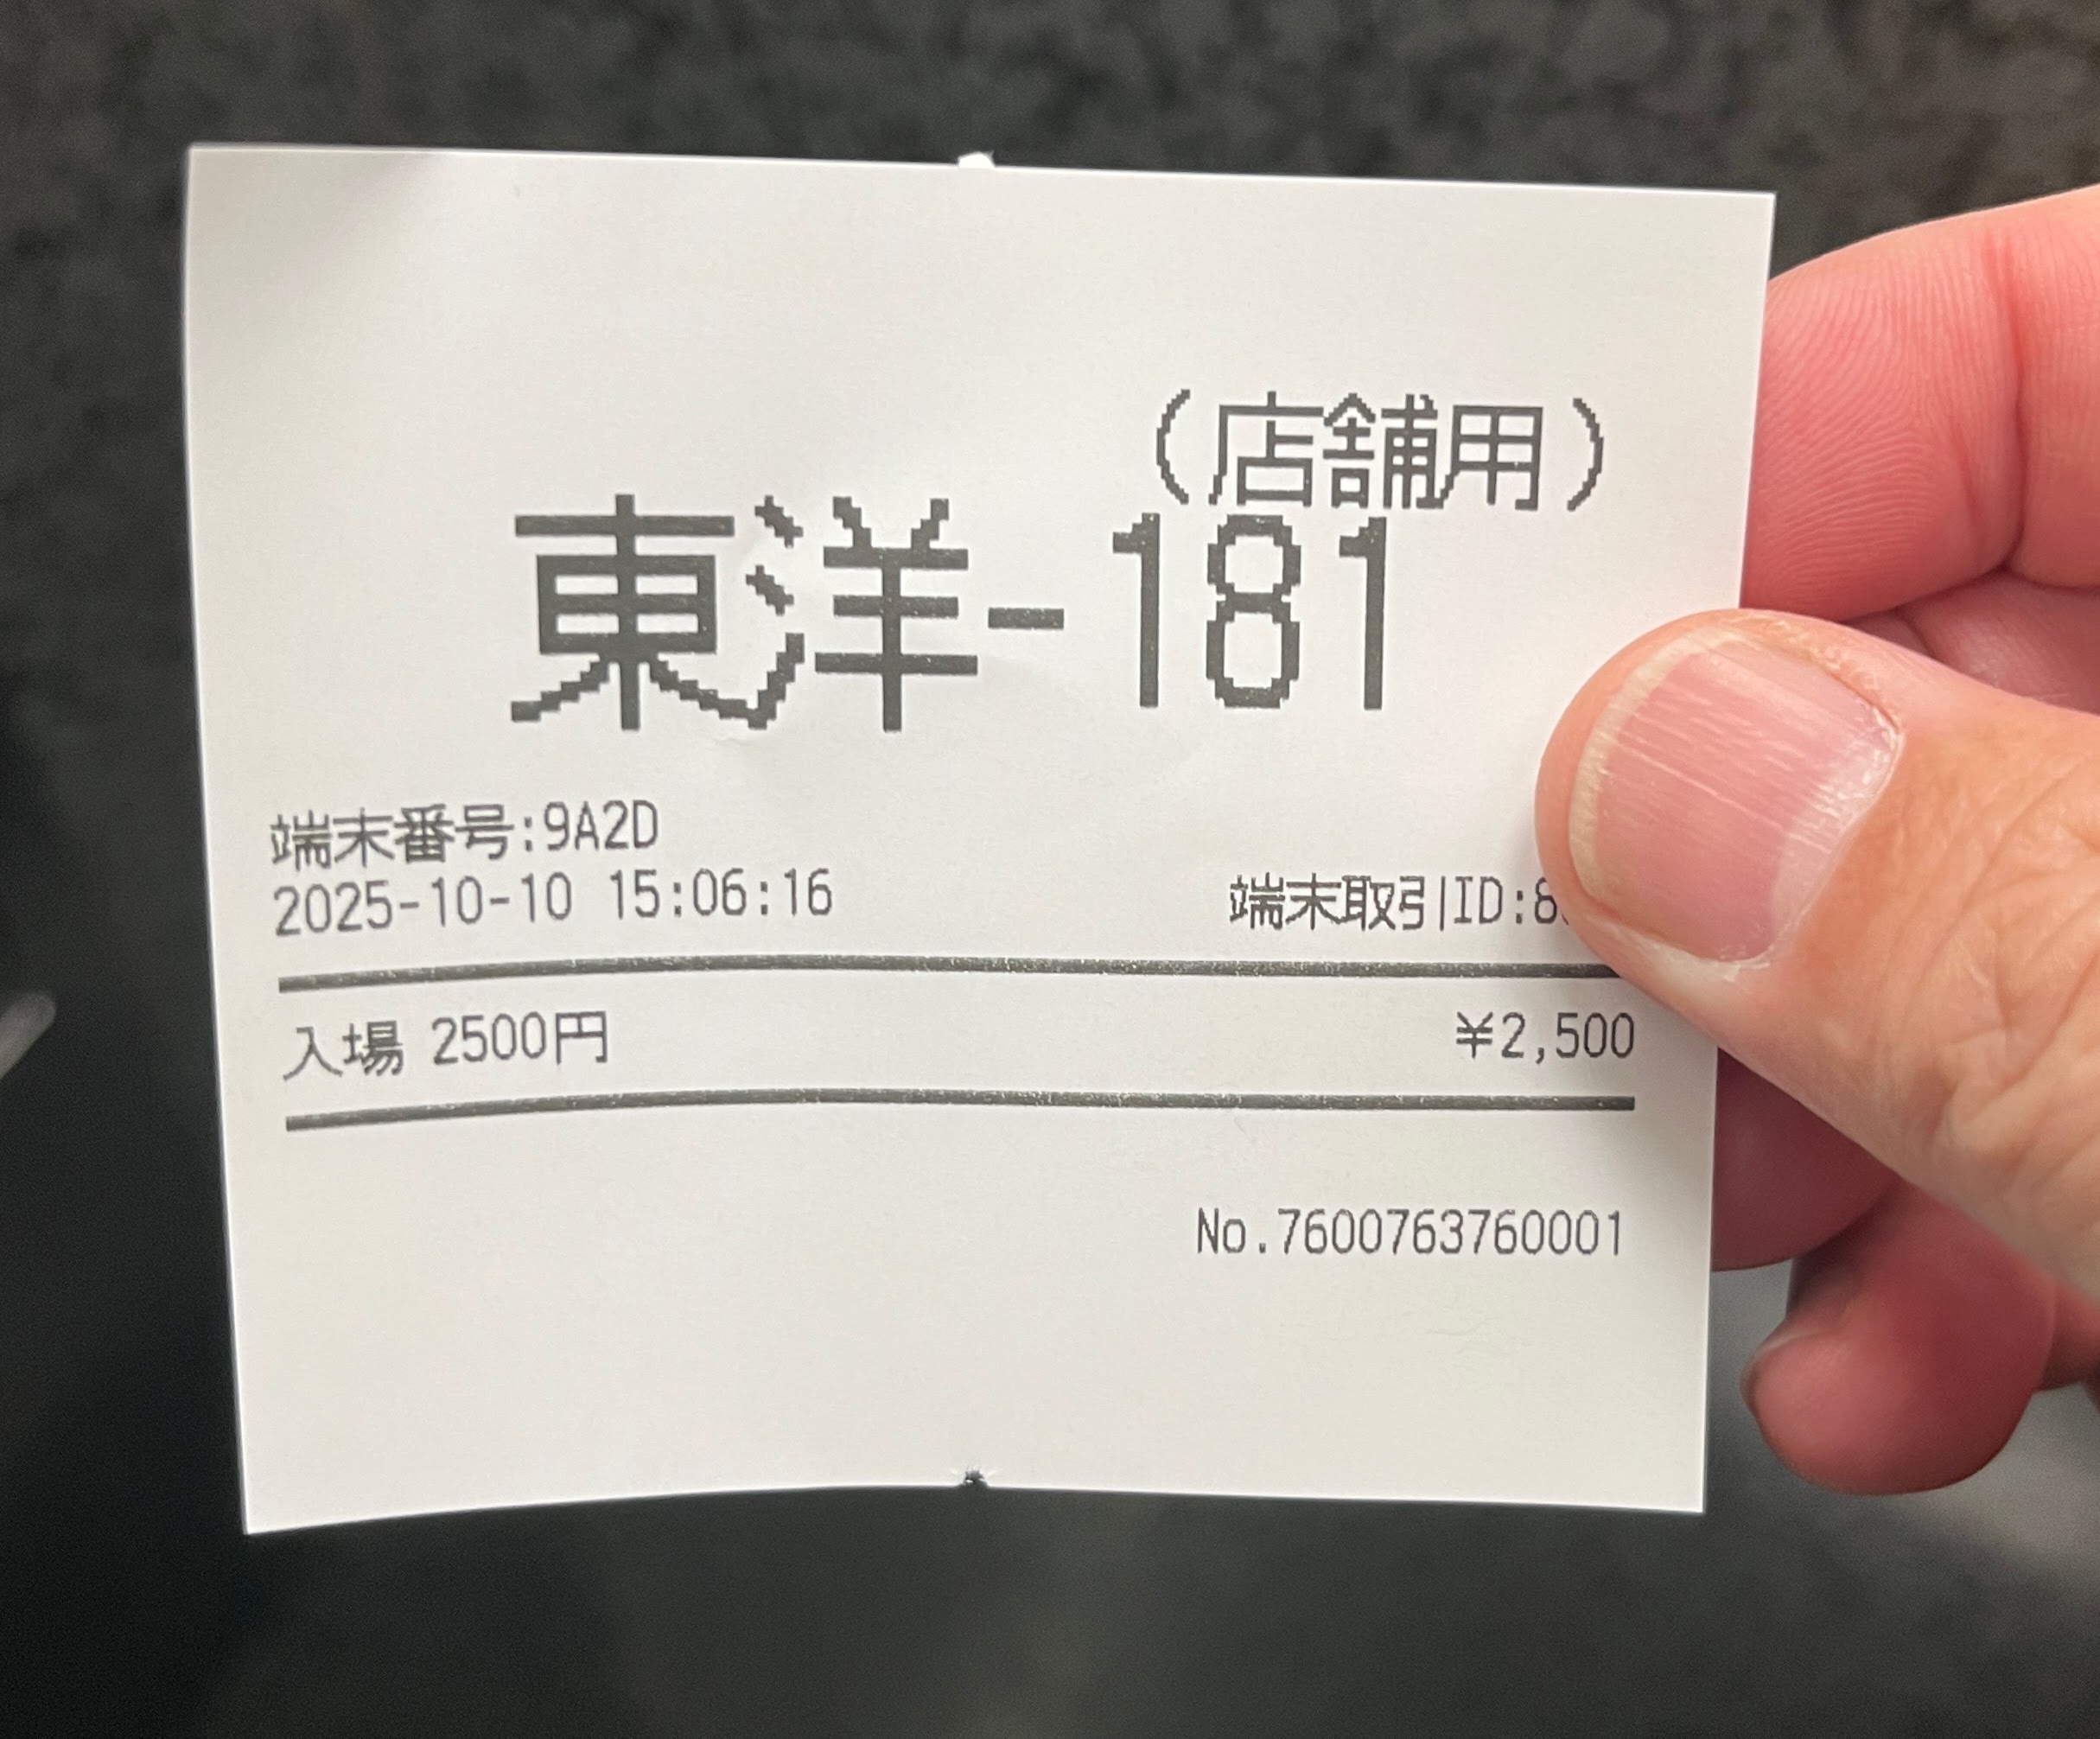 (店舗用)
東洋-181
端末番号:9A2D
2025-10-10 15:06:16 端末取引ID:8
入場 2500円 ¥2,500
No.7600763760001